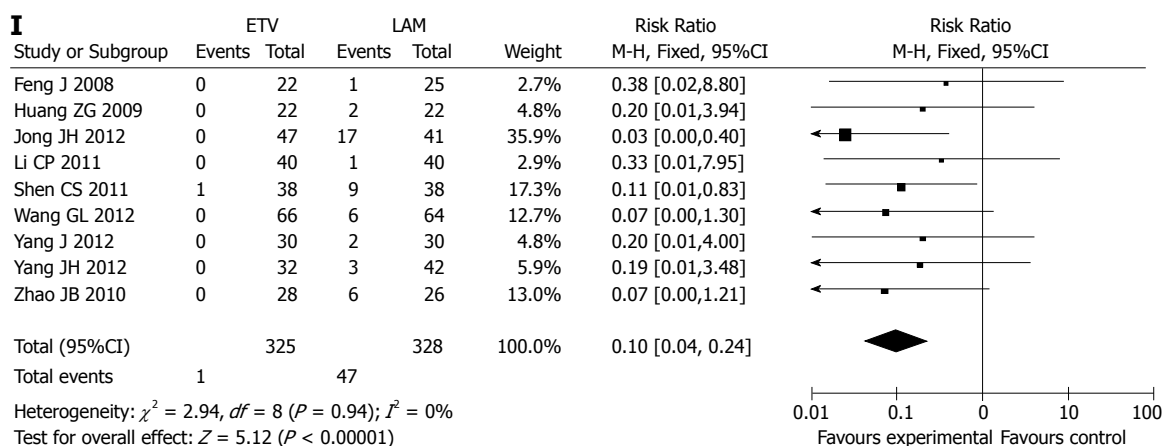 I
ETV LAM Risk Ratio Risk Ratio
Study or Subgroup Events Total Events Total Weight M-H, Fixed, 95%CI M-H, Fixed, 95%CI
Feng J 2008 0 22 1 25 2.7% 0.38 [0.02,8.80]
Huang ZG 2009 0 22 2 22 4.8% 0.20 [0.01,3.94]
Jong JH 2012 0 47 17 41 35.9% 0.03 [0.00,0.40]
Li CP 2011 0 40 1 40 2.9% 0.33 [0.01,7.95]
Shen CS 2011 1 38 9 38 17.3% 0.11 [0.01,0.83]
Wang GL 2012 0 66 6 64 12.7% 0.07 [0.00,1.30]
Yang J 2012 0 30 2 30 4.8% 0.20 [0.01,4.00]
Yang JH 2012 0 32 3 42 5.9% 0.19 [0.01,3.48]
Zhao JB 2010 0 28 6 26 13.0% 0.07 [0.00,1.21]
Total (95%CI) 325 328 100.0% 0.10 [0.04, 0.24]
Total events 1 47
Heterogeneity: χ² = 2.94, df = 8 (P = 0.94); I² = 0%
Test for overall effect: Z = 5.12 (P < 0.00001)
0.01 0.1 0 10 100
Favours experimental Favours control